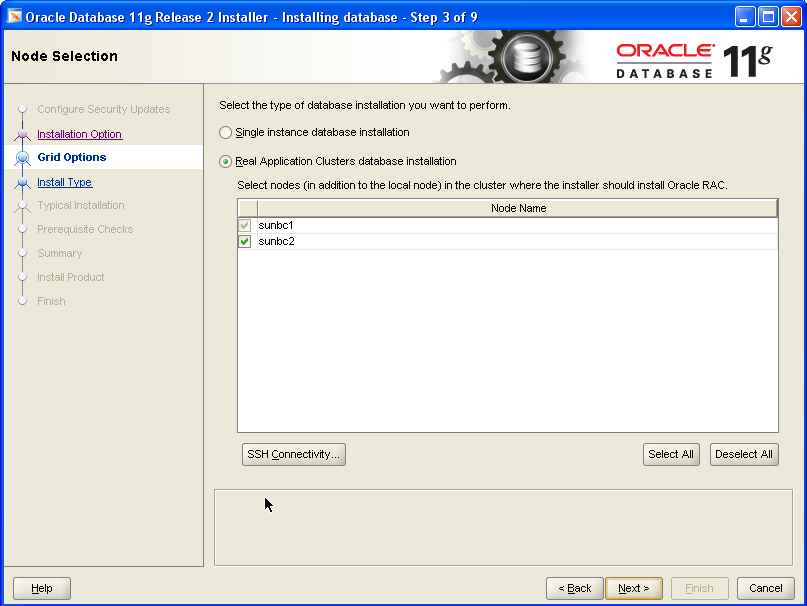 Oracle Database 11g Release 2 Installer - Installing database - Step 3 of 9
Node Selection
ORACLE
DATABASE 11g
Configure Security Updates
Installation Option
Grid Options
Install Type
Typical Installation
Prerequisite Checks
Summary
Install Product
Finish
Select the type of database installation you want to perform.
Single instance database installation
Real Application Clusters database installation
Select nodes (in addition to the local node) in the cluster where the installer should install Oracle RAC.
Node Name
sunbc1
sunbc2
SSH Connectivity... Select All Deselect All
Help < Back Next > Finish Cancel